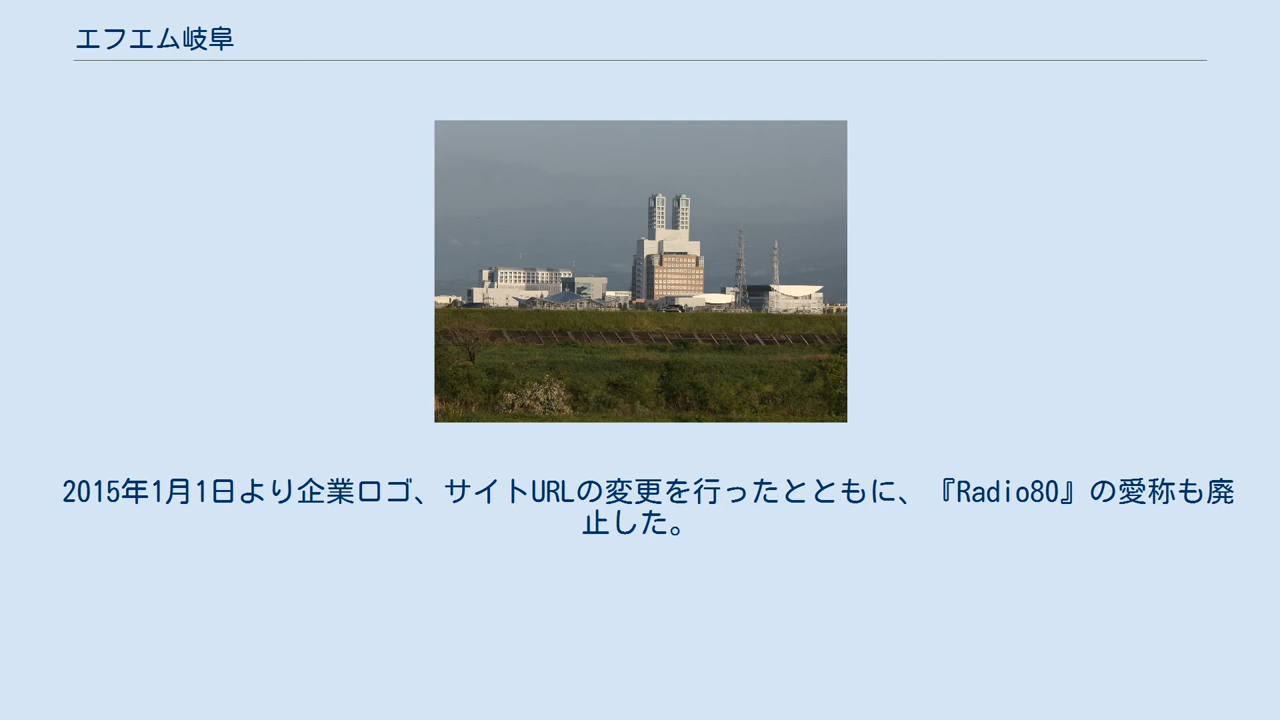 エフエム岐阜
2015年1月1日より企業ロゴ、サイトURLの変更を行ったとともに、『Radio80』の愛称も廃
止した。